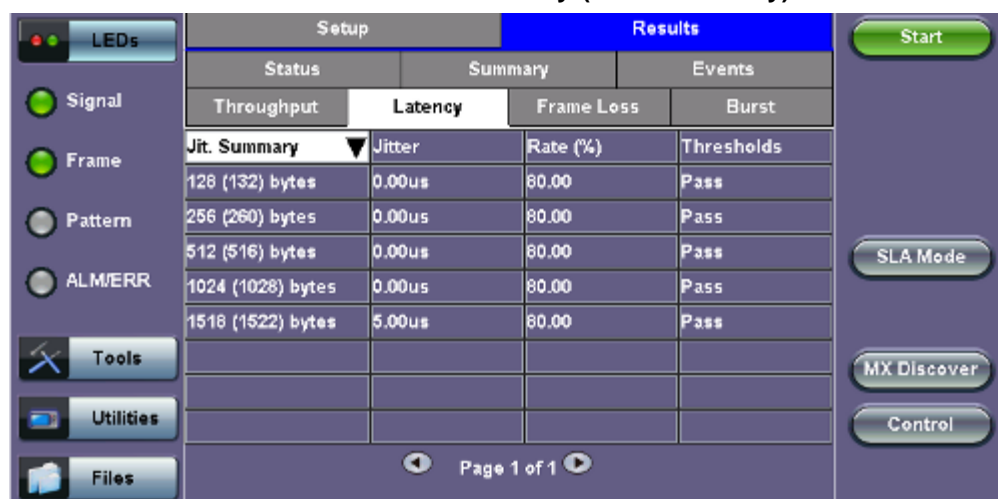 LEDs
Setup
Results
Start
Status
Summary
Events
Signal
Throughput
Latency
Frame Loss
Burst
Jit. Summary
Jitter
Rate (%)
Thresholds
Frame
128 (132) bytes
0.00us
80.00
Pass
256 (260) bytes
0.00us
80.00
Pass
Pattern
512 (516) bytes
0.00us
80.00
Pass
SLA Mode
ALM/ERR
1024 (1028) bytes
0.00us
80.00
Pass
1518 (1522) bytes
5.00us
80.00
Pass
Tools
MX Discover
Utilities
Control
Page 1 of 1
Files